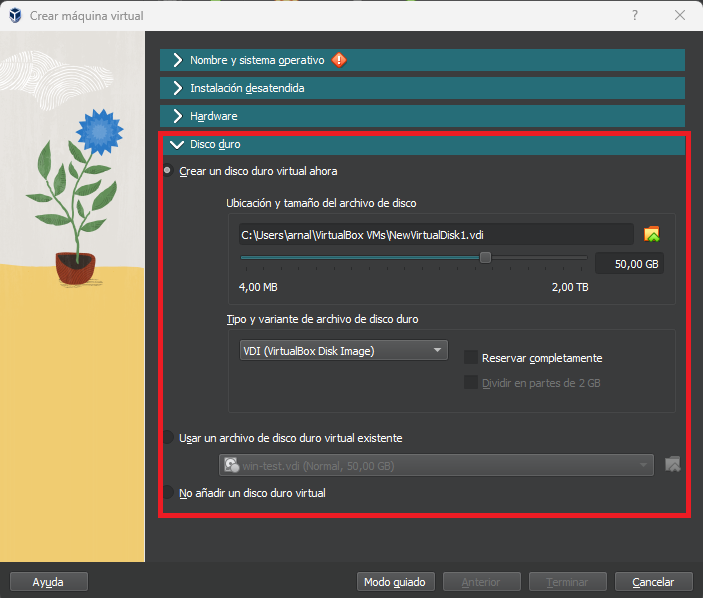 Crear máquina virtual
?
Nombre y sistema operativo
Instalación desatendida
Hardware
Disco duro
Crear un disco duro virtual ahora
Ubicación y tamaño del archivo de disco
C:\Users\arnal\VirtualBox VMs\NewVirtualDisk1.vdi
50,00 GB
4,00 MB
2,00 TB
Tipo y variante de archivo de disco duro
VDI (VirtualBox Disk Image)
Reservar completamente
Dividir en partes de 2 GB
Usar un archivo de disco duro virtual existente
win-test.vdi (Normal, 50,00 GB)
No añadir un disco duro virtual
Ayuda
Modo guiado
Anterior
Terminar
Cancelar